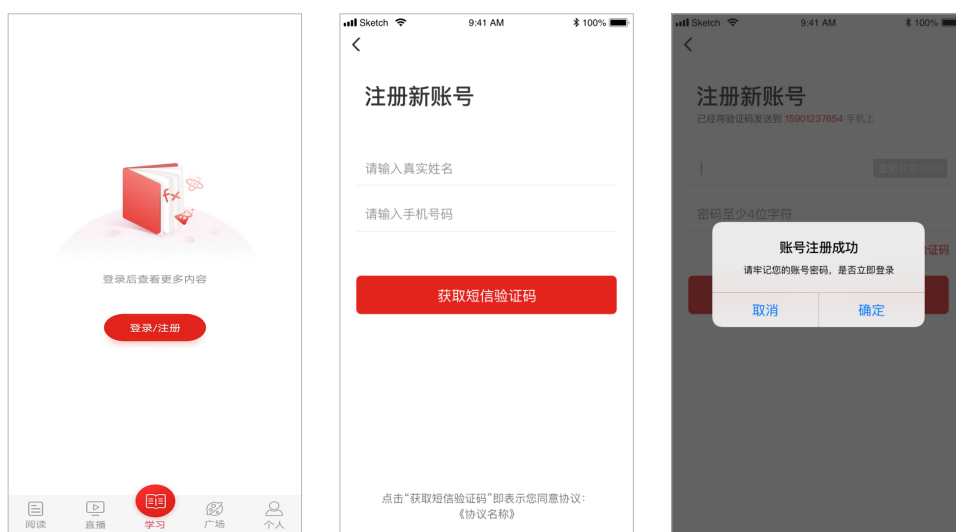 登录后查看更多内容
登录/注册
阅读
直播
学习
广场
个人
Sketch
9:41 AM
100%
注册新账号
请输入真实姓名
请输入手机号码
获取短信验证码
点击“获取短信验证码”即表示您同意协议：
《协议名称》
Sketch
9:41 AM
100%
注册新账号
已经将验证码发送到 15901237654 手机上
密码至少4位字符
验证码
账号注册成功
请牢记您的账号密码，是否立即登录
取消
确定